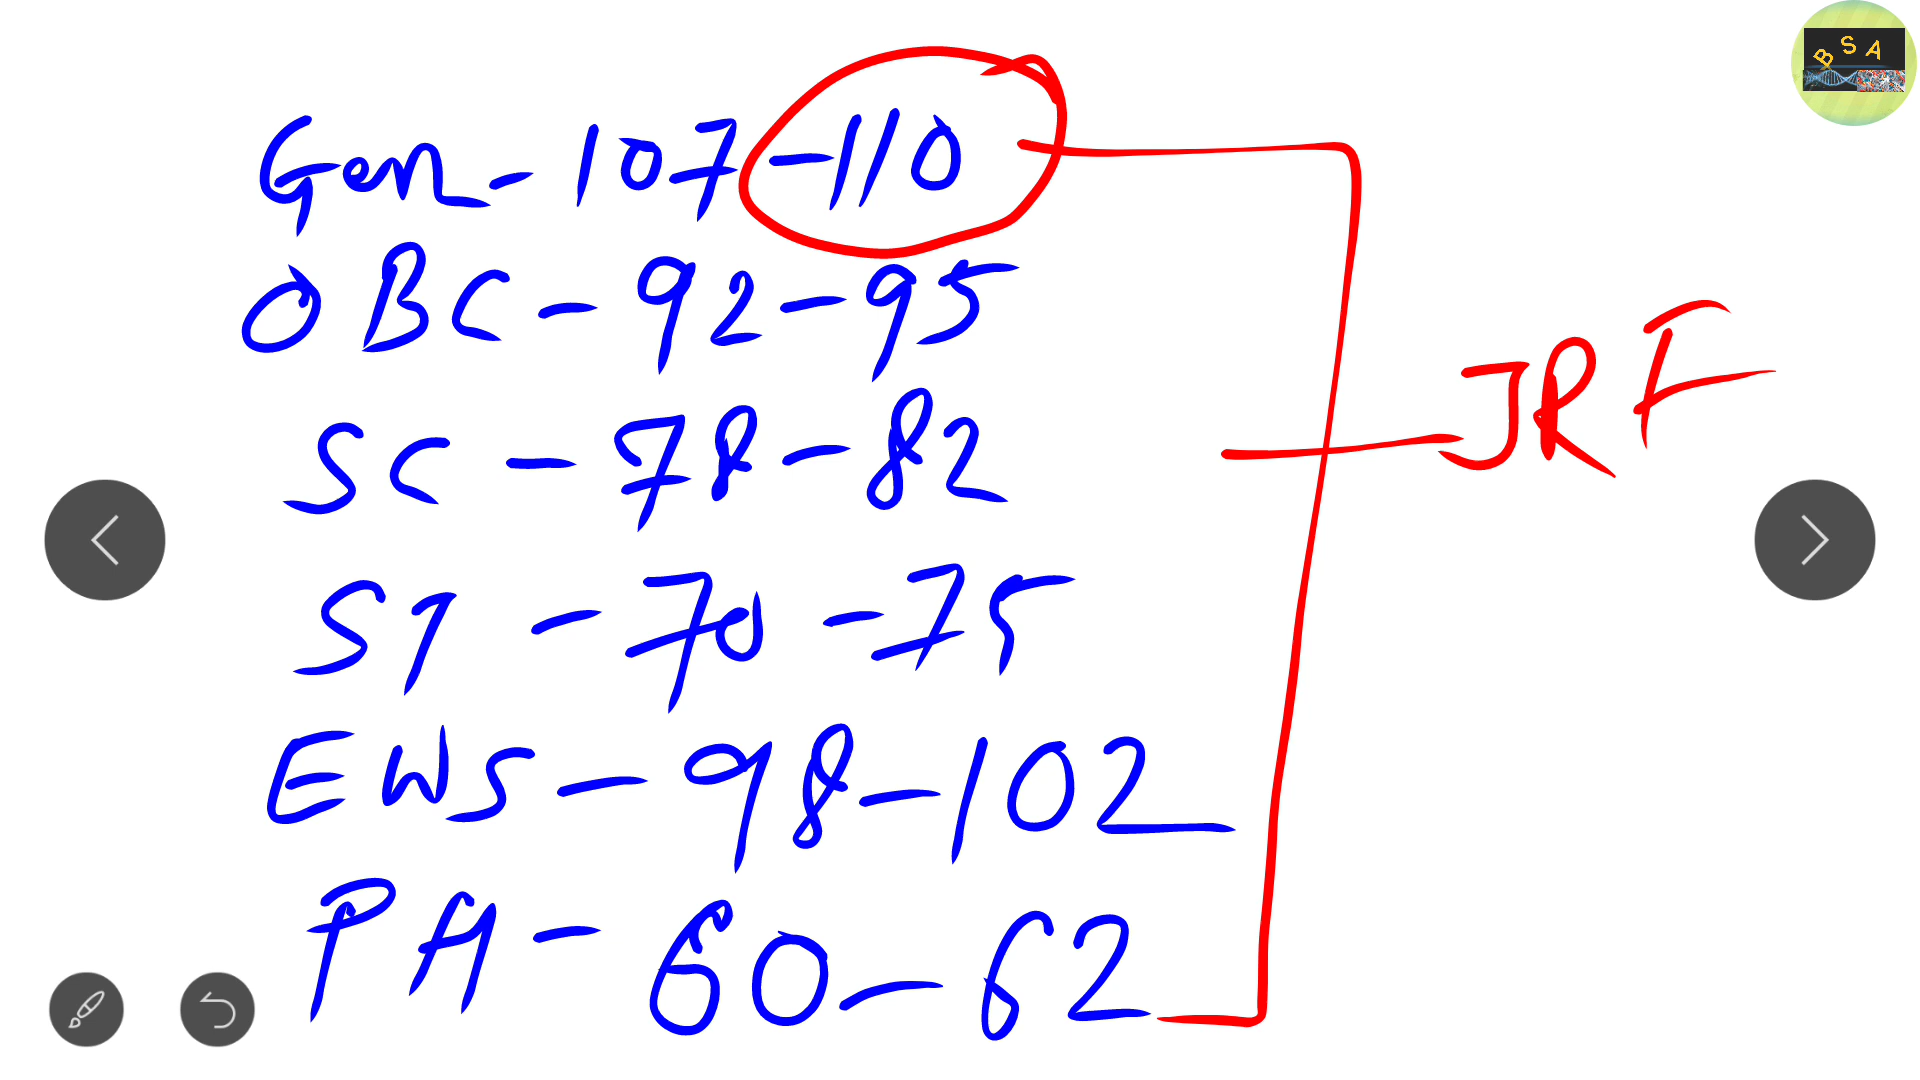 BSA
Gen - 107 - 110
OBC - 92 - 95
SC - 78 - 82
ST - 70 - 75
EWS - 98 - 102
PH - 60 - 62
JRF